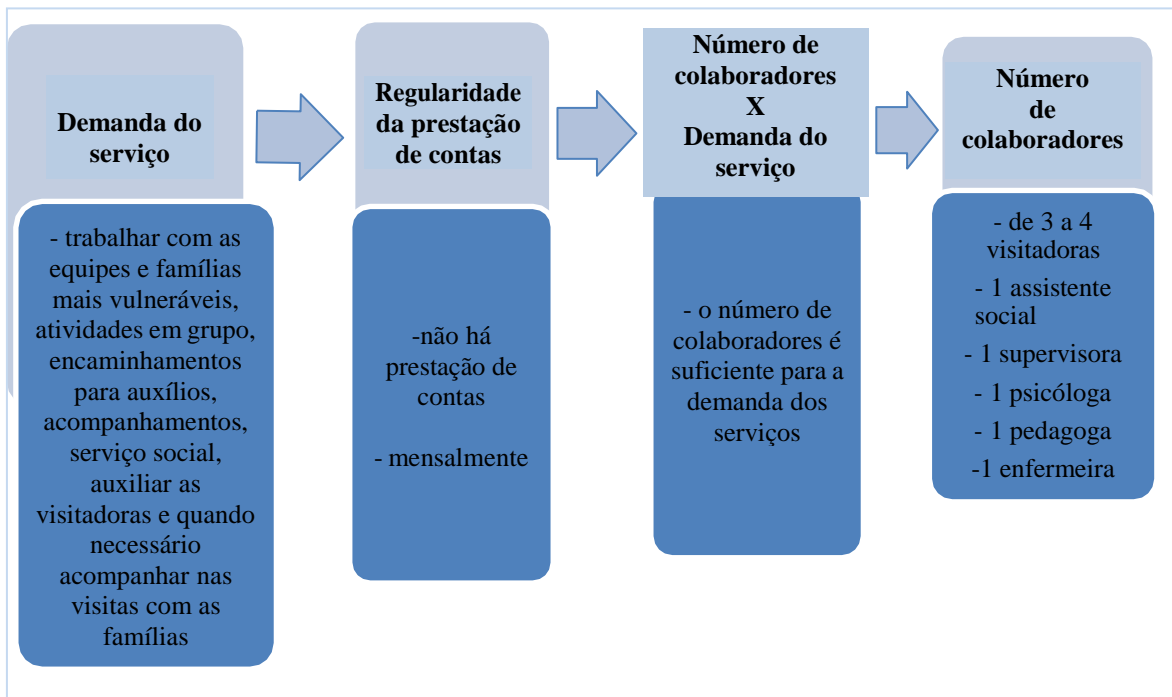 Demanda do
serviço
- trabalhar com as
equipes e famílias
mais vulneráveis,
atividades em grupo,
encaminhamentos
para auxílios,
acompanhamentos,
serviço social,
auxiliar as
visitadoras e quando
necessário
acompanhar nas
visitas com as
famílias
Regularidade
da prestação
de contas
-não há
prestação de
contas
- mensalmente
Número de
colaboradores
X
Demanda do
serviço
- o número de
colaboradores é
suficiente para a
demanda dos
serviços
Número
de
colaboradores
- de 3 a 4
visitadoras
- 1 assistente
social
- 1 supervisora
- 1 psicóloga
- 1 pedagoga
-1 enfermeira